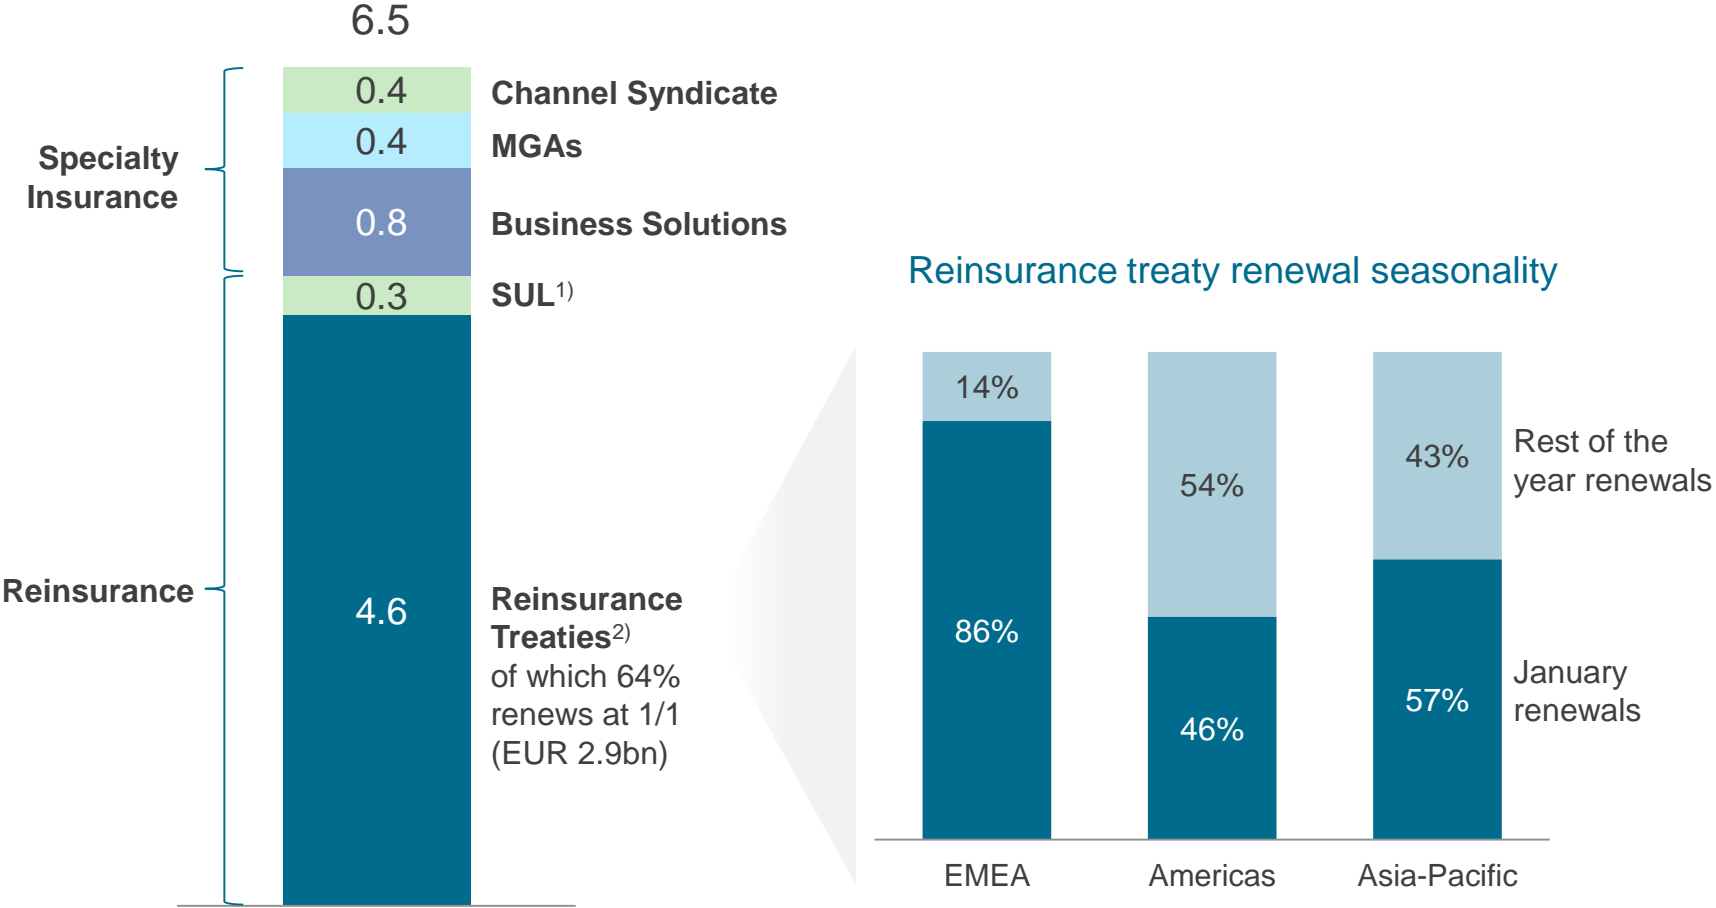 6.5
Specialty
Insurance
0.4
Channel Syndicate
0.4
MGAs
0.8
Business Solutions
0.3
SUL1)
Reinsurance
4.6
Reinsurance
Treaties2)
of which 64%
renews at 1/1
(EUR 2.9bn)
Reinsurance treaty renewal seasonality
14%
54%
43%
Rest of the
year renewals
86%
46%
57%
January
renewals
EMEA
Americas
Asia-Pacific